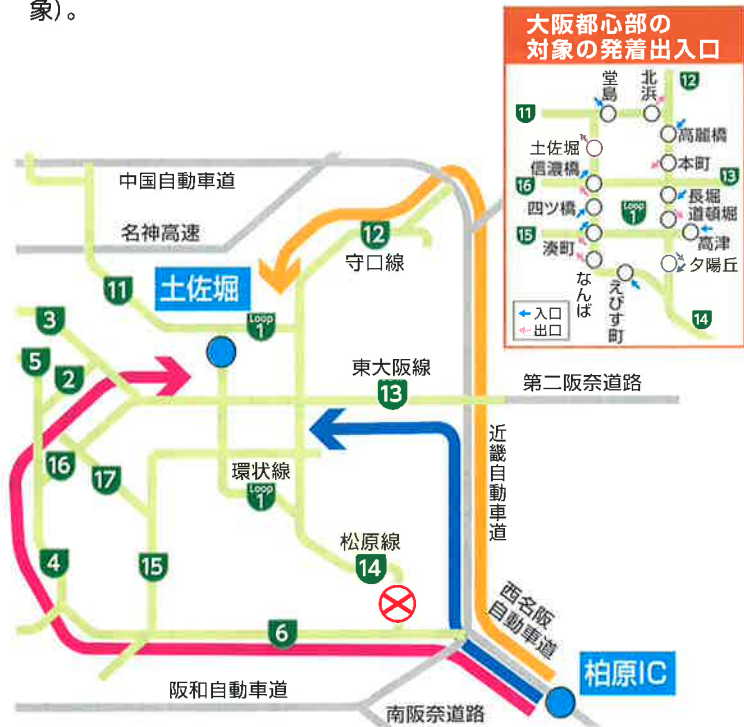 象)。
大阪都心部の
対象の発着出入口
堂島
北浜
12
11
高麗橋
土佐堀
本町
信濃橋
13
16
長堀
四ツ橋
Loop
1
道頓堀
15
高津
湊町
夕陽丘
なんば
えびす町
←入口
←出口
14
中国自動車道
名神高速
12
守口線
土佐堀
11
3
Loop
1
5
2
東大阪線
13
第二阪奈道路
近畿自動車道
16
17
環状線
Loop
1
松原線
14
4
15
西名阪
自動車道
6
柏原IC
阪和自動車道
南阪奈道路